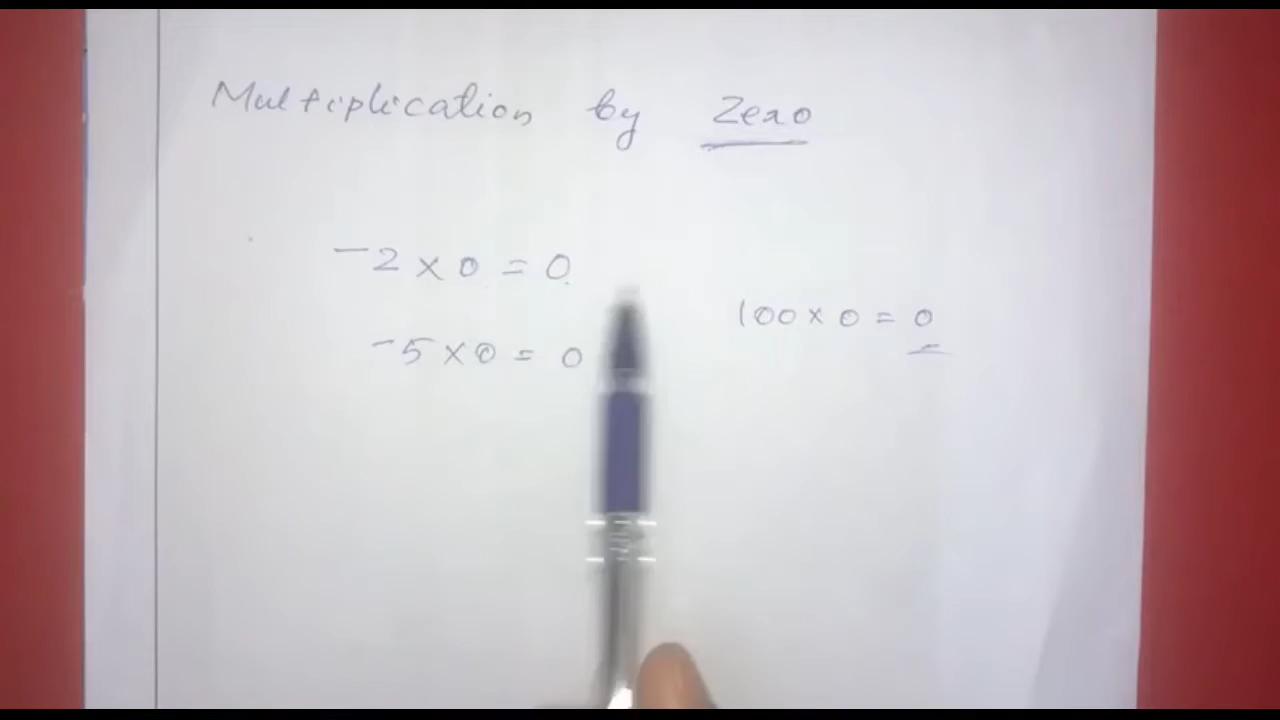 Multiplication by Zero
-2 × 0 = 0
100 × 0 = 0
-5 × 0 = 0